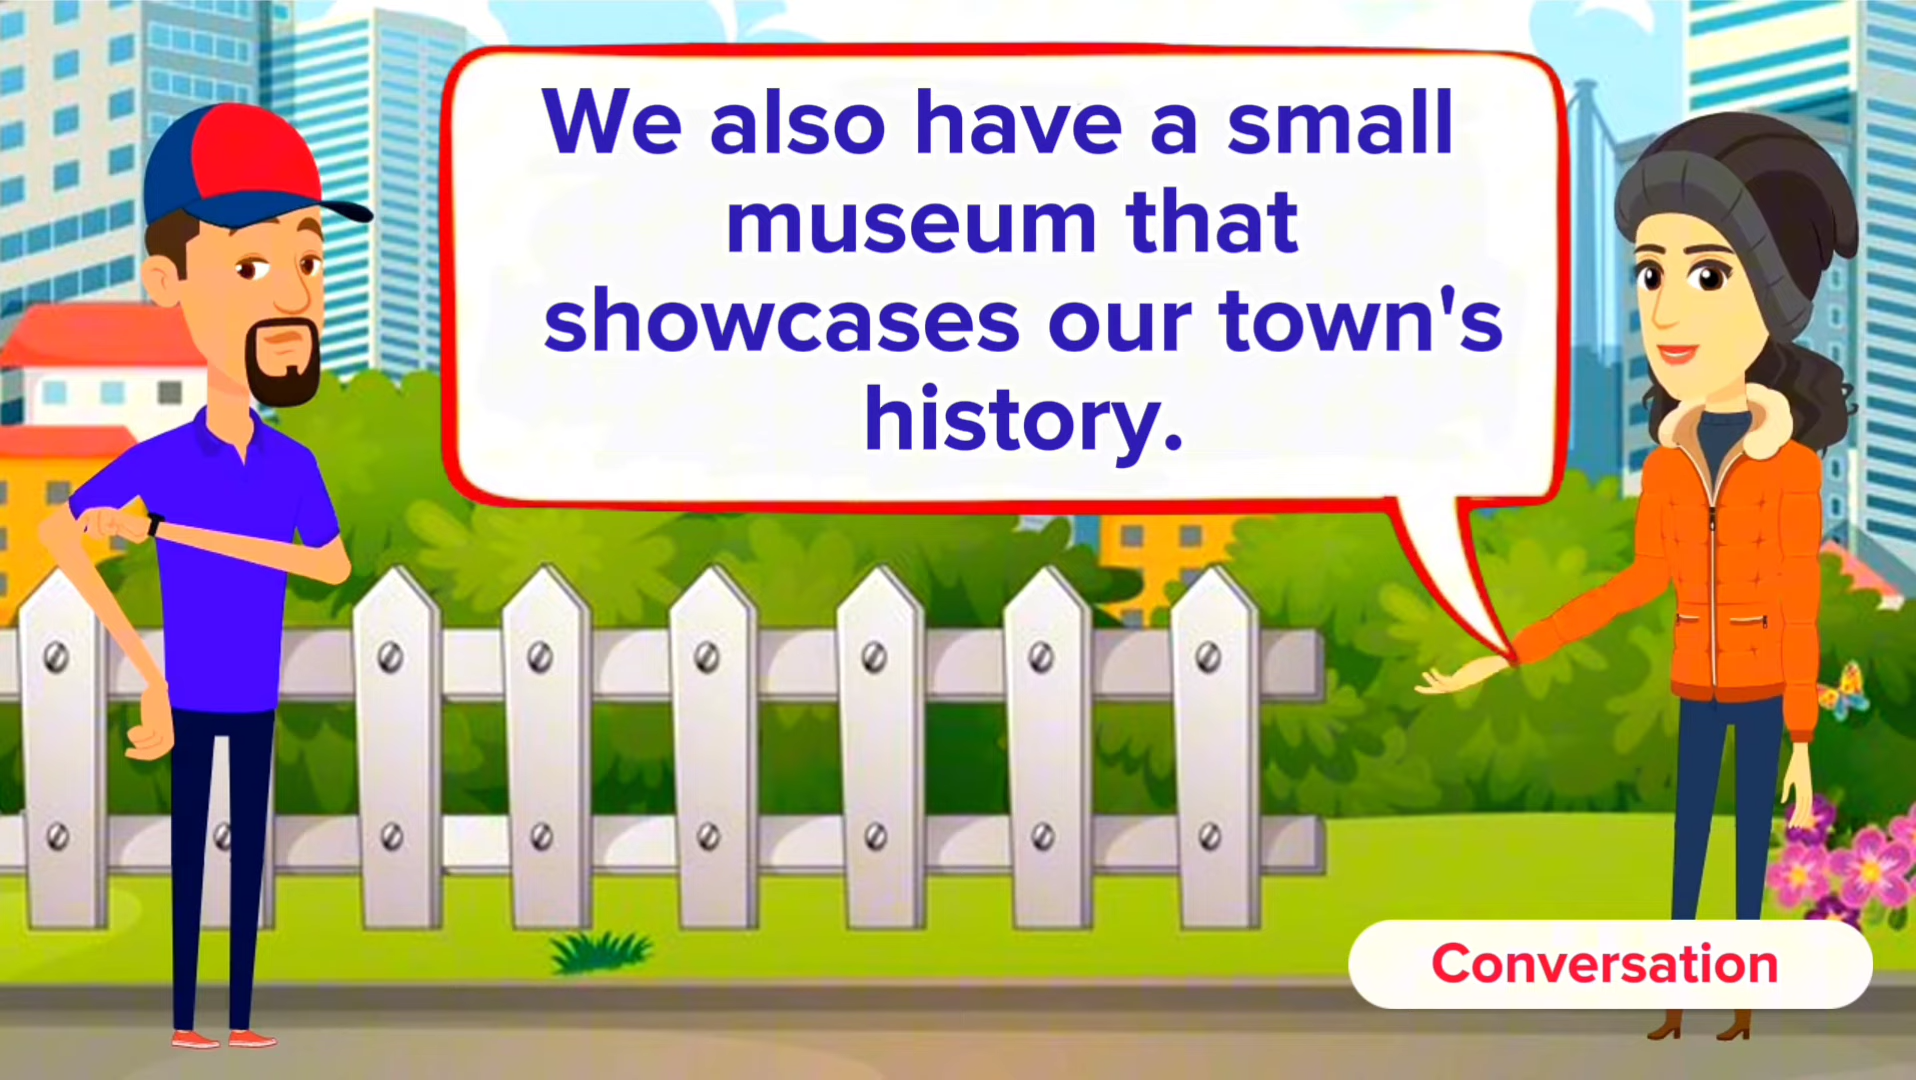 We also have a small
museum that
showcases our town's
history.
Conversation